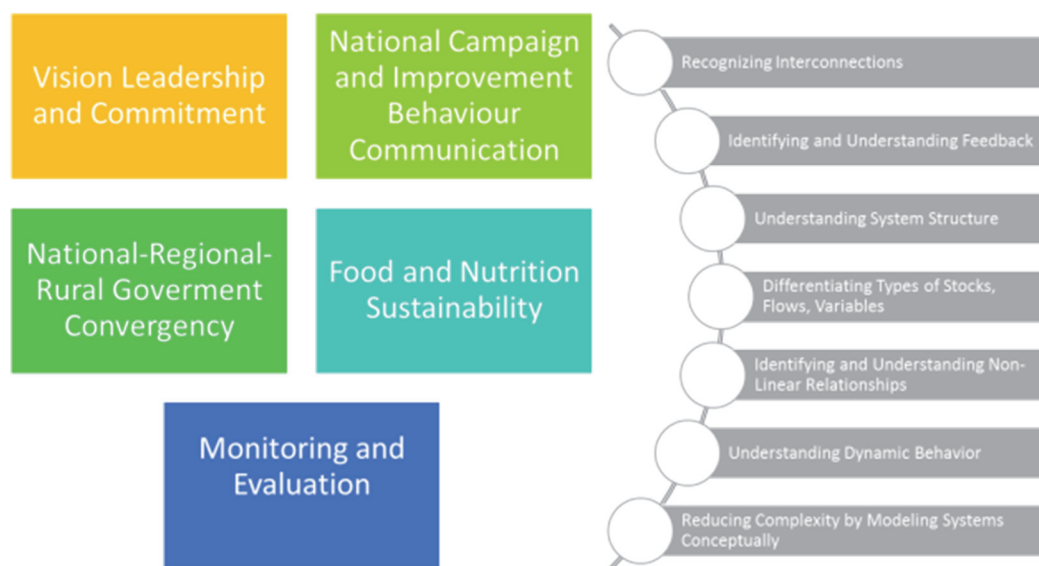 Vision Leadership
and Commitment
National Campaign
and Improvement
Behaviour
Communication
National-Regional-
Rural Goverment
Convergency
Food and Nutrition
Sustainability
Monitoring and
Evaluation
Recognizing Interconnections
Identifying and Understanding Feedback
Understanding System Structure
Differentiating Types of Stocks,
Flows, Variables
Identifying and Understanding Non-
Linear Relationships
Understanding Dynamic Behavior
Reducing Complexity by Modeling Systems
Conceptually